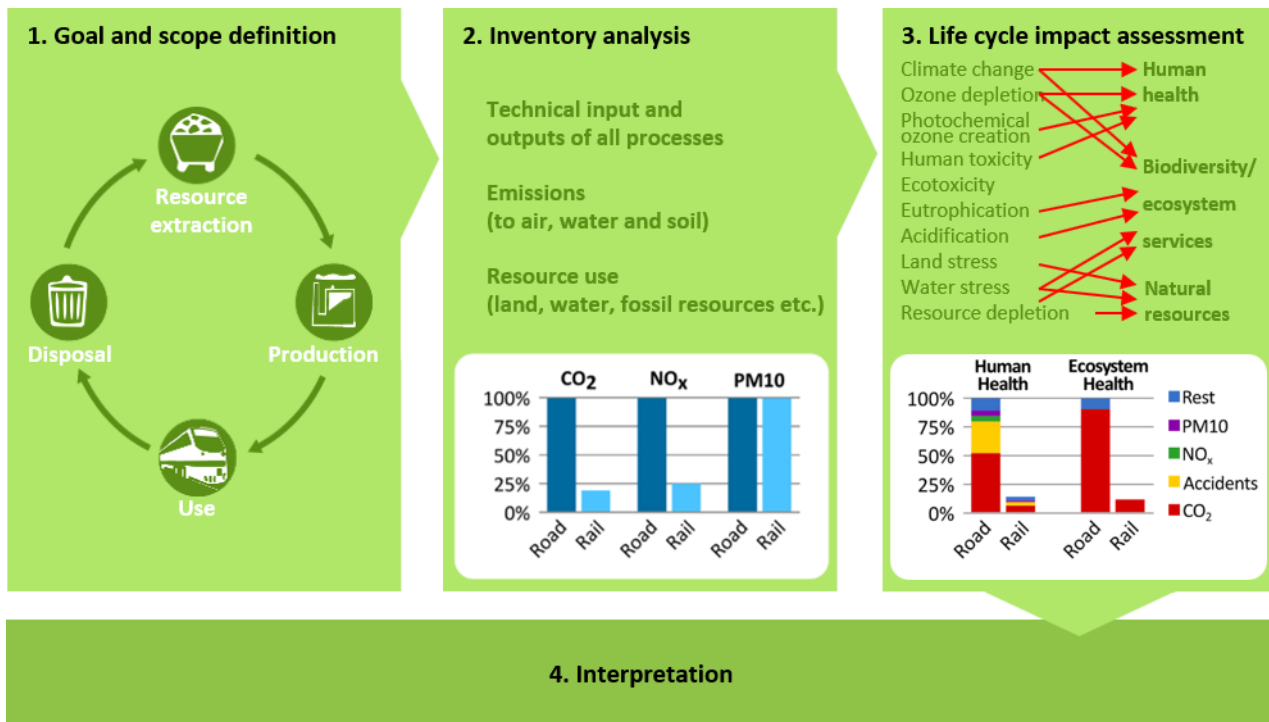 1. Goal and scope definition
Resource
extraction
Production
Use
Disposal
2. Inventory analysis
Technical input and
outputs of all processes
Emissions
(to air, water and soil)
Resource use
(land, water, fossil resources etc.)
CO₂ NOₓ PM10
100%
75%
50%
25%
0%
Road Rail Road Rail Road Rail
3. Life cycle impact assessment
Climate change
Ozone depletion
Photochemical
ozone creation
Human toxicity
Ecotoxicity
Eutrophication
Acidification
Land stress
Water stress
Resource depletion
Human
health
Biodiversity/
ecosystem
services
Natural
resources
Human
Health
Ecosystem
Health
100%
75%
50%
25%
0%
Road Rail Road Rail
Rest
PM10
NOₓ
Accidents
CO₂
4. Interpretation